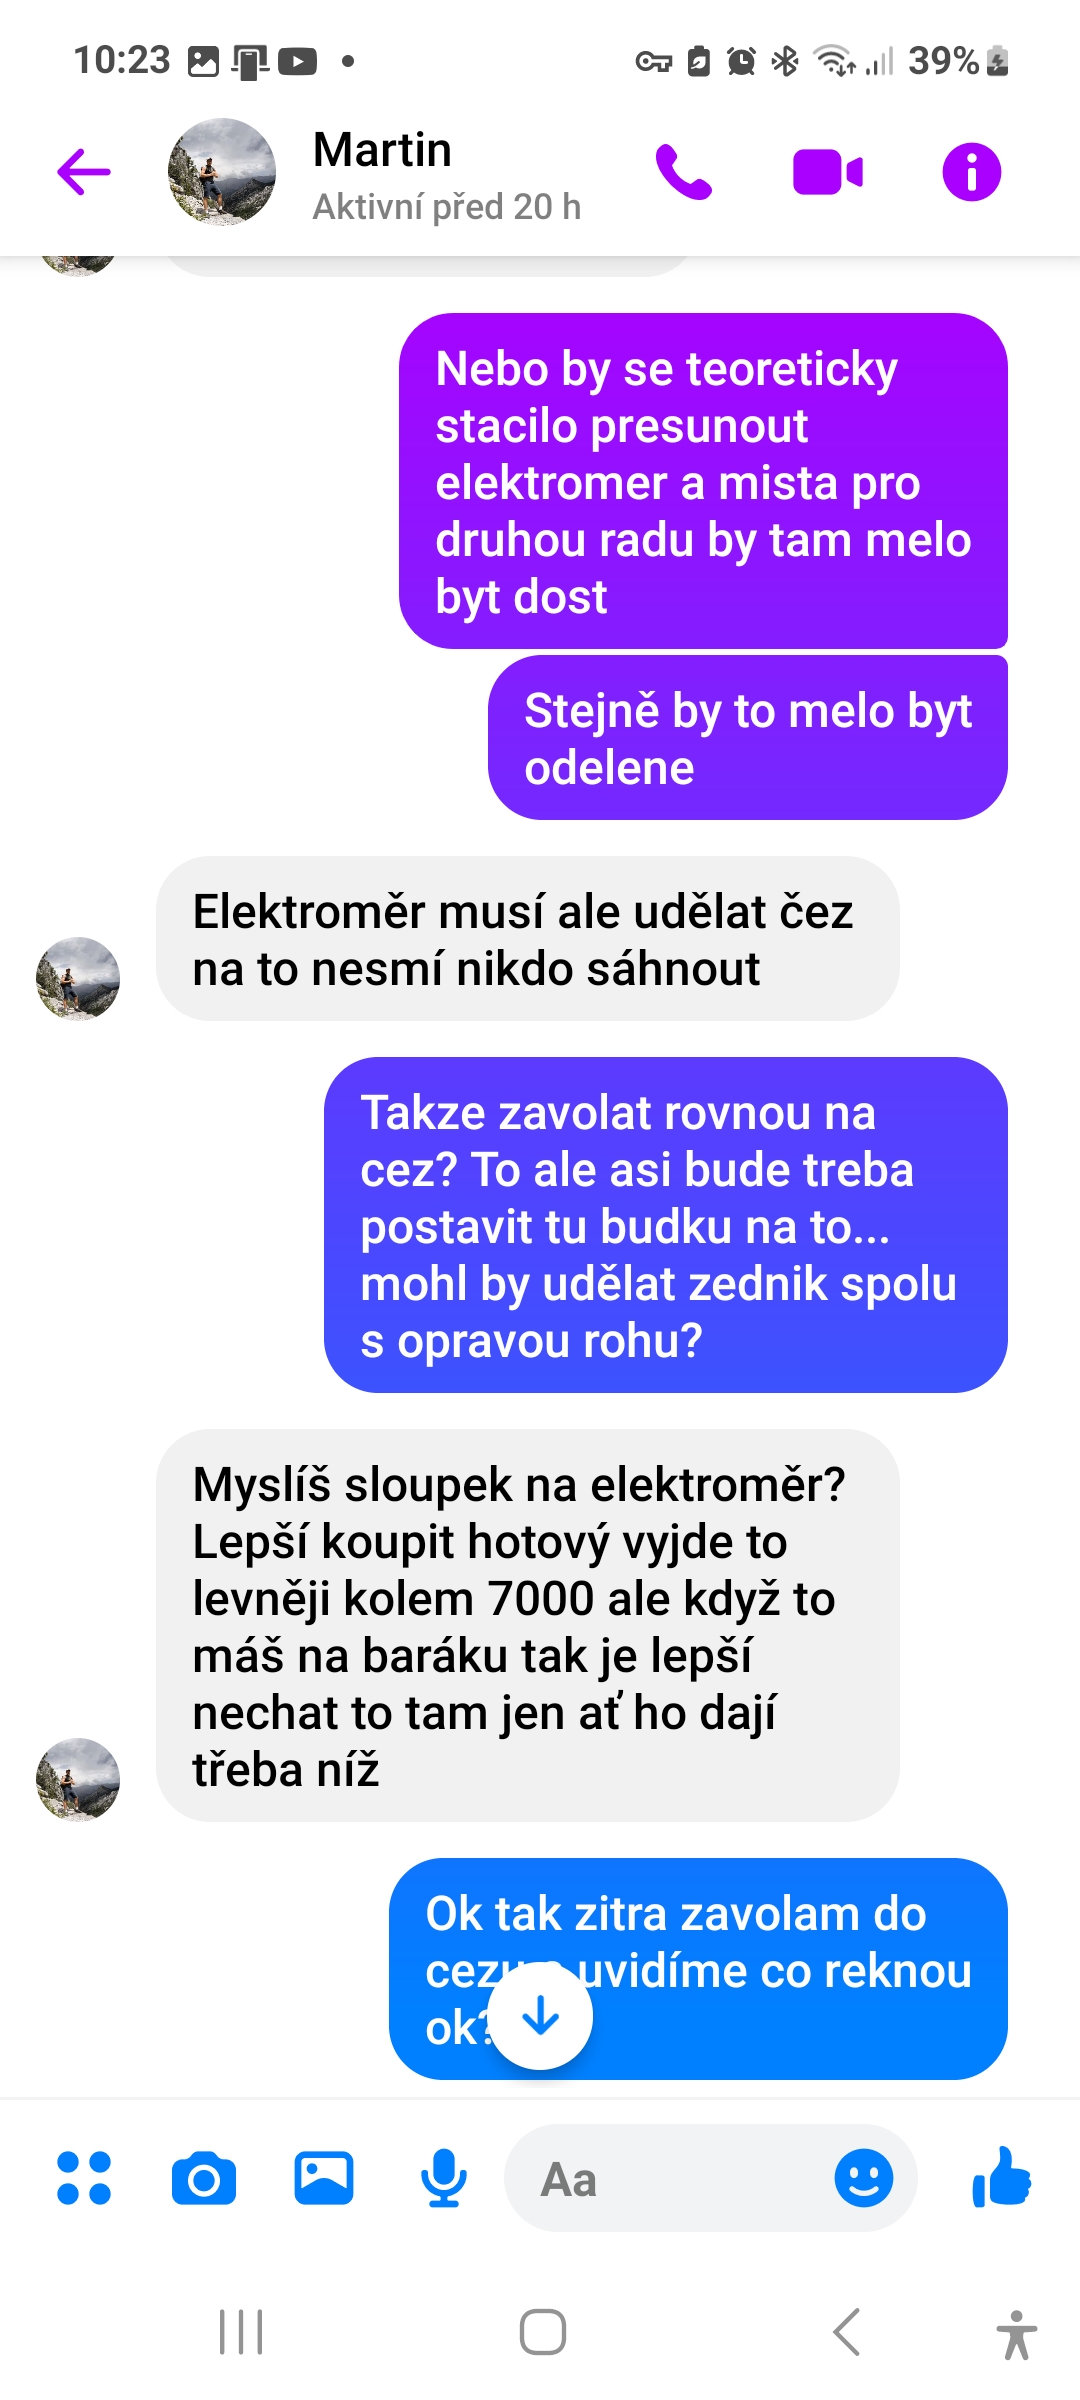 10:23
39%
Martin
Aktivní před 20 h
Nebo by se teoreticky
stacilo presunout
elektromer a mista pro
druhou radu by tam melo
byt dost
Stejně by to melo byt
odelene
Elektroměr musí ale udělat čez
na to nesmí nikdo sáhnout
Takze zavolat rovnou na
cez? To ale asi bude treba
postavit tu budku na to...
mohl by udělat zednik spolu
s opravou rohu?
Myslíš sloupek na elektroměr?
Lepší koupit hotový vyjde to
levněji kolem 7000 ale když to
máš na baráku tak je lepší
nechat to tam jen ať ho dají
třeba níž
Ok tak zitra zavolam do
uvidíme co reknou
ok?
Aa